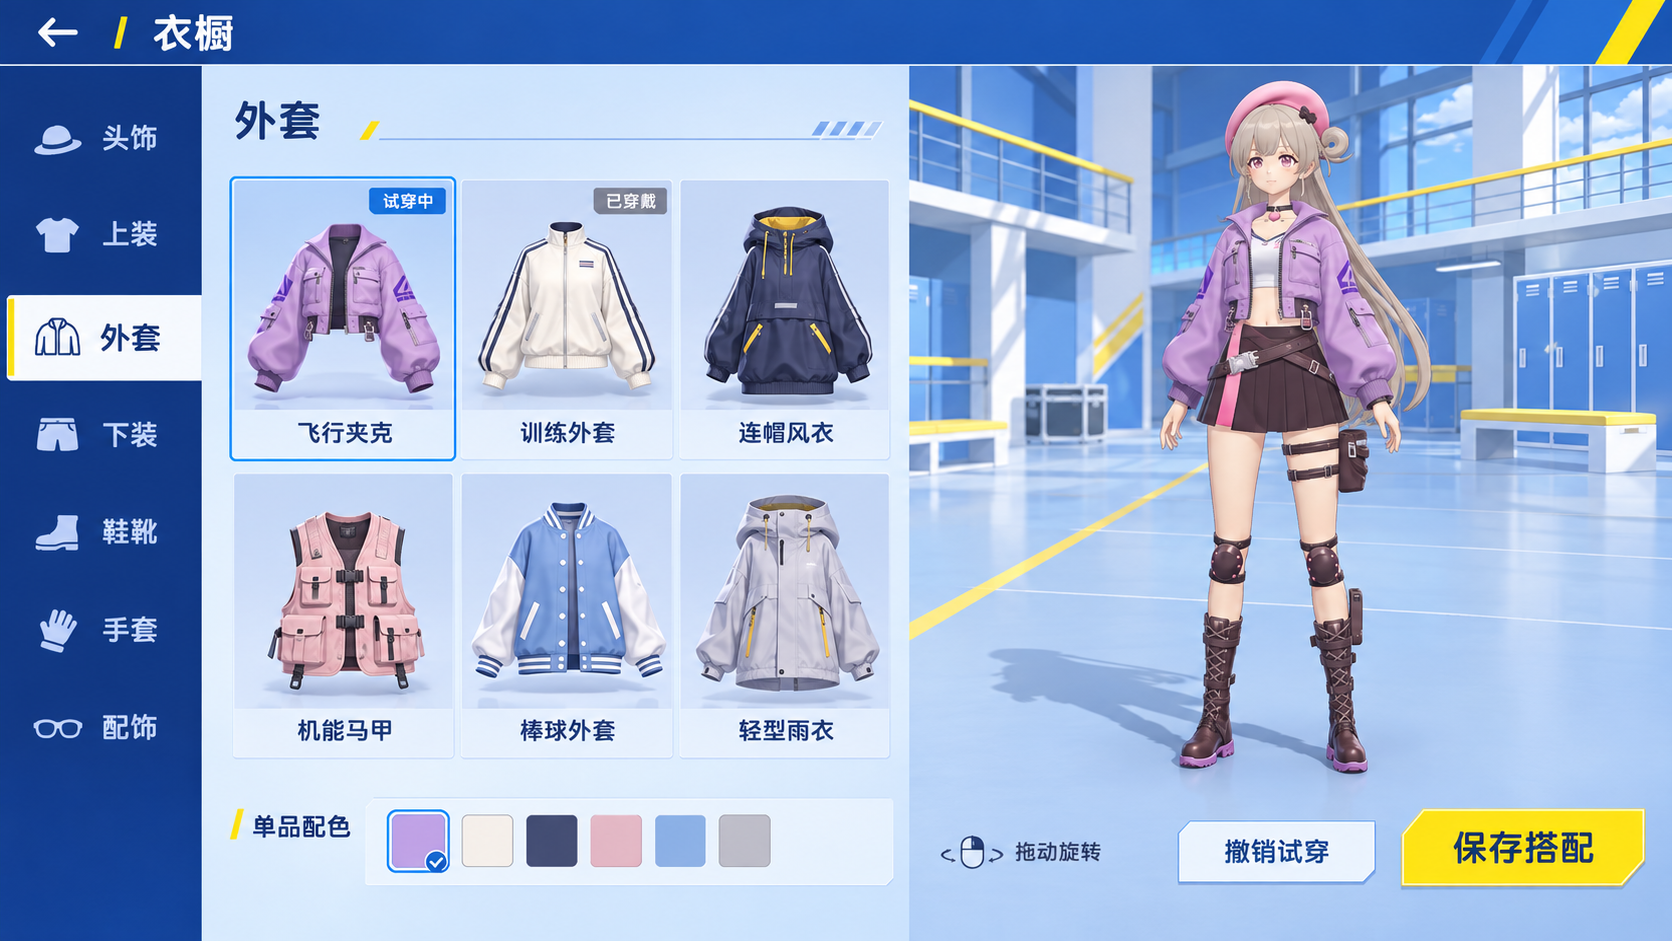 衣橱
头饰
上装
外套
下装
鞋靴
手套
配饰
外套
试穿中
飞行夹克
已穿戴
训练外套
连帽风衣
机能马甲
棒球外套
轻型雨衣
单品配色
拖动旋转
撤销试穿
保存搭配